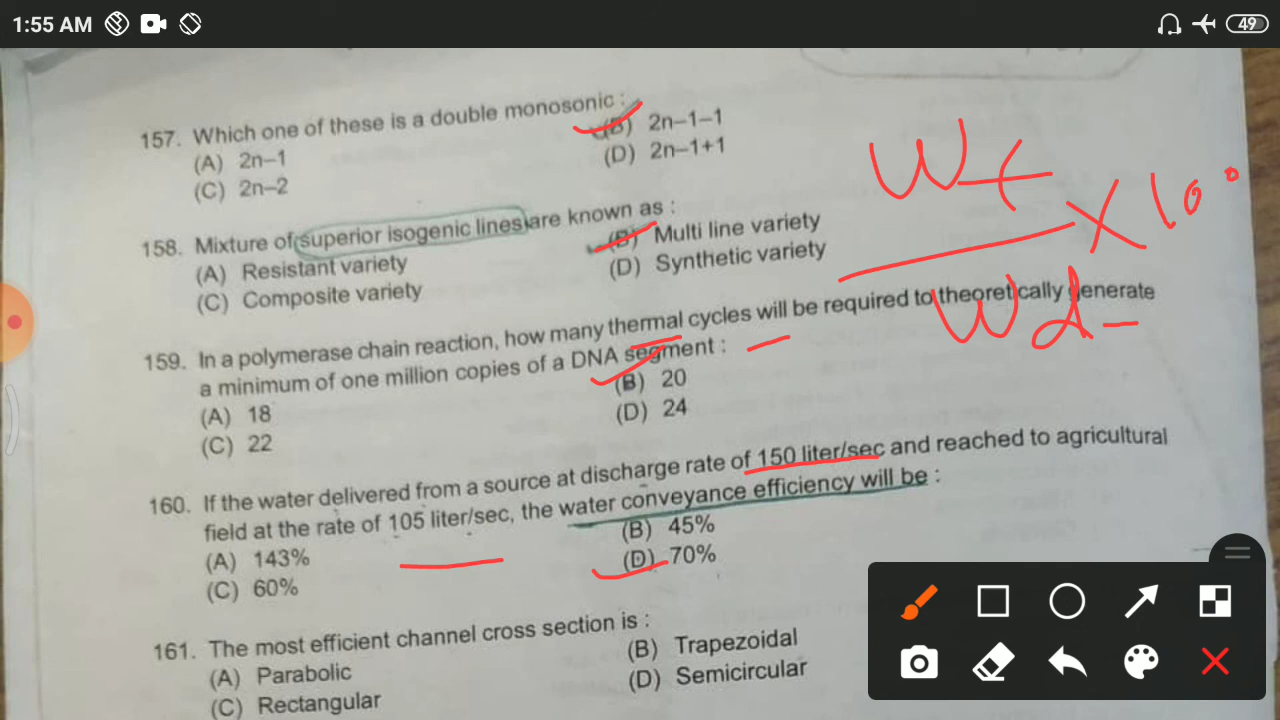 1:55 AM
49
157. Which one of these is a double monosonic :
(A) 2n–1
(B) 2n–1–1
(C) 2n–2
(D) 2n–1+1
158. Mixture of superior isogenic lines are known as :
(A) Resistant variety
(B) Multi line variety
(C) Composite variety
(D) Synthetic variety
159. In a polymerase chain reaction, how many thermal cycles will be required to theoretically generate
a minimum of one million copies of a DNA segment :
(A) 18
(B) 20
(C) 22
(D) 24
160. If the water delivered from a source at discharge rate of 150 liter/sec and reached to agricultural
field at the rate of 105 liter/sec, the water conveyance efficiency will be :
(A) 143%
(B) 45%
(C) 60%
(D) 70%
161. The most efficient channel cross section is :
(A) Parabolic
(B) Trapezoidal
(C) Rectangular
(D) Semicircular
Wf
X 100
Wd